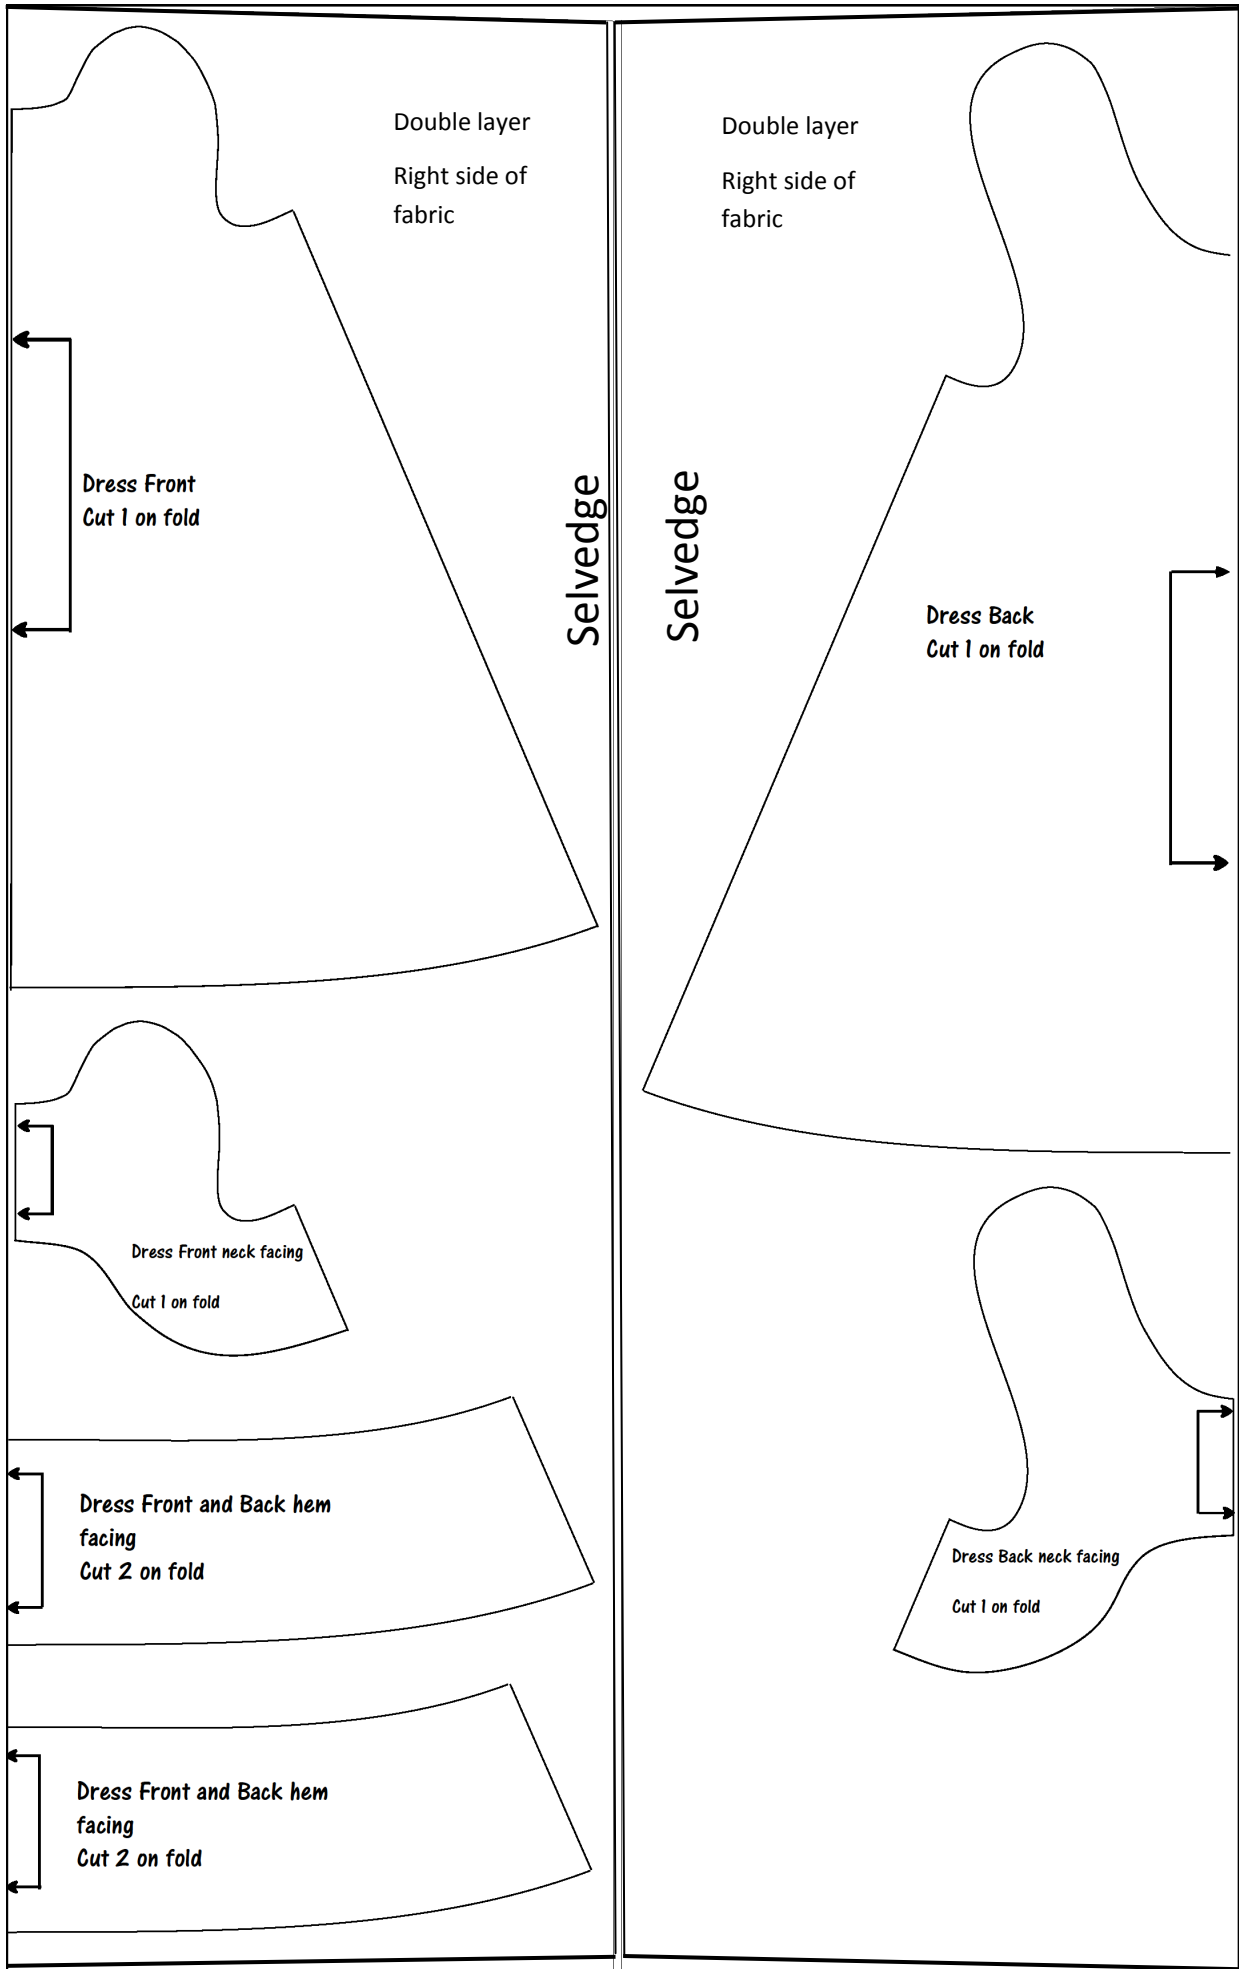 Double layer
Right side of
fabric
Dress Front
Cut 1 on fold
Selvedge
Dress Front neck facing
Cut 1 on fold
Dress Front and Back hem
facing
Cut 2 on fold
Dress Front and Back hem
facing
Cut 2 on fold
Double layer
Right side of
fabric
Selvedge
Dress Back
Cut 1 on fold
Dress Back neck facing
Cut 1 on fold